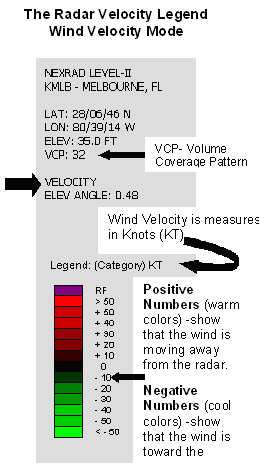 The Radar Velocity Legend
Wind Velocity Mode
NEXRAD LEVEL-II
KMLB - MELBOURNE, FL
LAT: 28/06/46 N
LON: 80/39/14 W
ELEV: 35.0 FT
VCP: 32
VCP- Volume
Coverage Pattern
VELOCITY
ELEV ANGLE: 0.48
Wind Velocity is measures
in Knots (KT)
Legend: (Category) KT
RF
> 50
+ 50
+ 40
+ 30
+ 20
+ 10
0
- 10
- 20
- 30
- 40
- 50
< -50
Positive
Numbers (warm
colors) -show
that the wind is
moving away
from the radar.
Negative
Numbers (cool
colors) -show
that the wind is
toward the